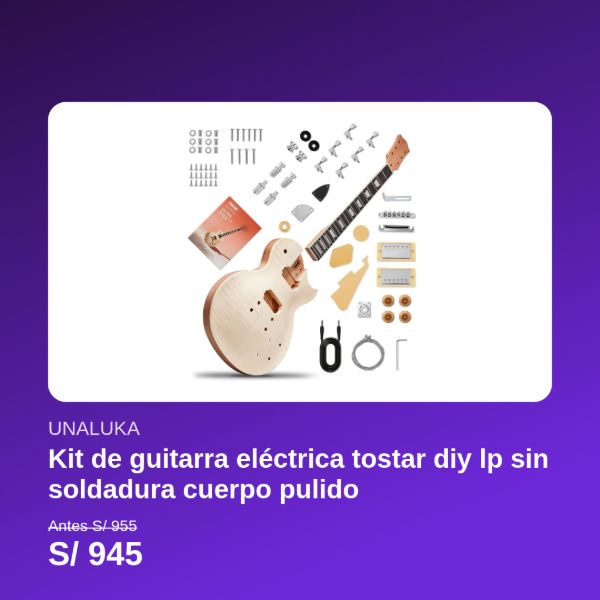 UNALUKA
Kit de guitarra eléctrica tostar diy lp sin
soldadura cuerpo pulido
Antes S/ 955
S/ 945